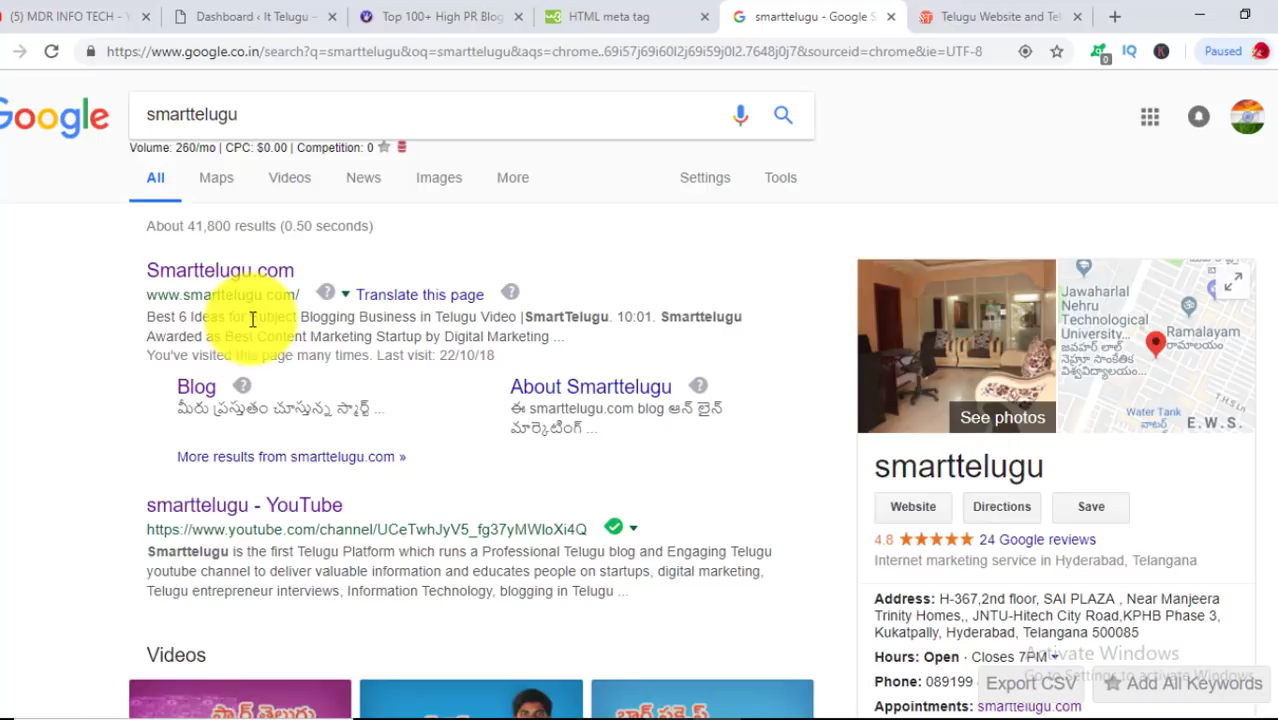 (5) MDR INFO TECH -
Dashboard ‹ It Telugu –
Top 100+ High PR Blog
HTML meta tag
smarttelugu - Google S
Telugu Website and Te
https://www.google.co.in/search?q=smarttelugu&oq=smarttelugu&aqs=chrome..69i57j69i60l2j69i59j0l2.7648j0j7&sourceid=chrome&ie=UTF-8
0
IQ
K
Paused
Google
smarttelugu
Volume: 260/mo | CPC: $0.00 | Competition: 0
All
Maps
Videos
News
Images
More
Settings
Tools
About 41,800 results (0.50 seconds)
Smarttelugu.com
www.smarttelugu.com/
Translate this page
Best 6 Ideas for Subject Blogging Business in Telugu Video |SmartTelugu. 10:01. Smarttelugu
Awarded as Best Content Marketing Startup by Digital Marketing ...
You've visited this page many times. Last visit: 22/10/18
Blog
మీరు ప్రస్తుతం చూస్తున్న స్మార్ట్ ...
About Smarttelugu
ఈ smarttelugu.com blog ఆన్ లైన్
మార్కెటింగ్ ...
More results from smarttelugu.com »
smarttelugu - YouTube
https://www.youtube.com/channel/UCeTwhJyV5_fg37yMWIoXi4Q
Smarttelugu is the first Telugu Platform which runs a Professional Telugu blog and Engaging Telugu
youtube channel to deliver valuable information and educates people on startups, digital marketing,
Telugu entrepreneur interviews, Information Technology, blogging in Telugu ...
Videos
స్మార్ట్ తెలుగు
See photos
Jawaharlal
Nehru
Technological
Ramalayam
జవహర్ లాల్
నెహ్రూ సాంకేతిక
Water Tank
వాటర్ ట్యాంక్
T.H.S.L
E.W.S.
smarttelugu
Website
Directions
Save
4.8
24 Google reviews
Internet marketing service in Hyderabad, Telangana
Address: H-367,2nd floor, SAI PLAZA , Near Manjeera
Trinity Homes,, JNTU-Hitech City Road,KPHB Phase 3,
Kukatpally, Hyderabad, Telangana 500085
Hours: Open · Closes 7PM
Activate Windows
Go to Settings to activate Windows.
Phone: 089199
Export CSV
Add All Keywords
Appointments: smarttelugu.com